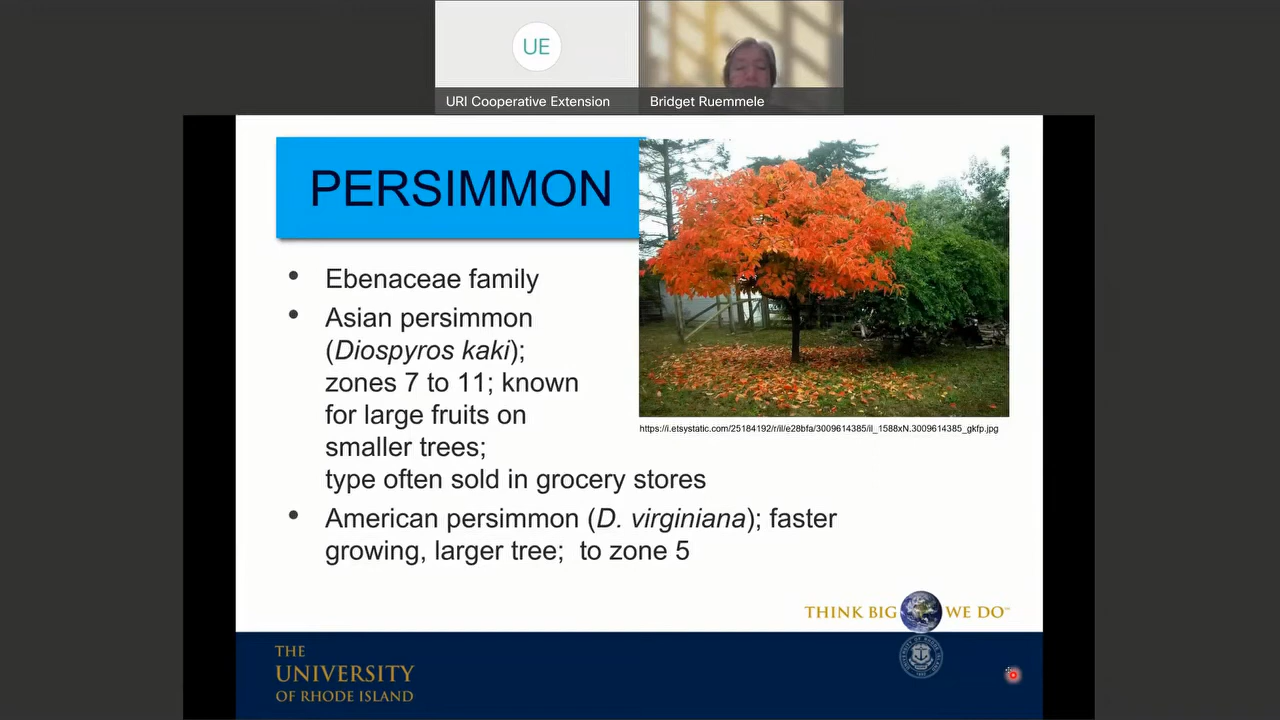 UE
URI Cooperative Extension
Bridget Ruemmele
PERSIMMON
• Ebenaceae family
• Asian persimmon
(Diospyros kaki);
zones 7 to 11; known
for large fruits on
smaller trees;
type often sold in grocery stores
https://i.etsystatic.com/25184192/r/il/e28bfa/3009614385/il_1588xN.3009614385_gkfp.jpg
• American persimmon (D. virginiana); faster
growing, larger tree;  to zone 5
THINK BIG WE DO™
THE
UNIVERSITY
OF RHODE ISLAND